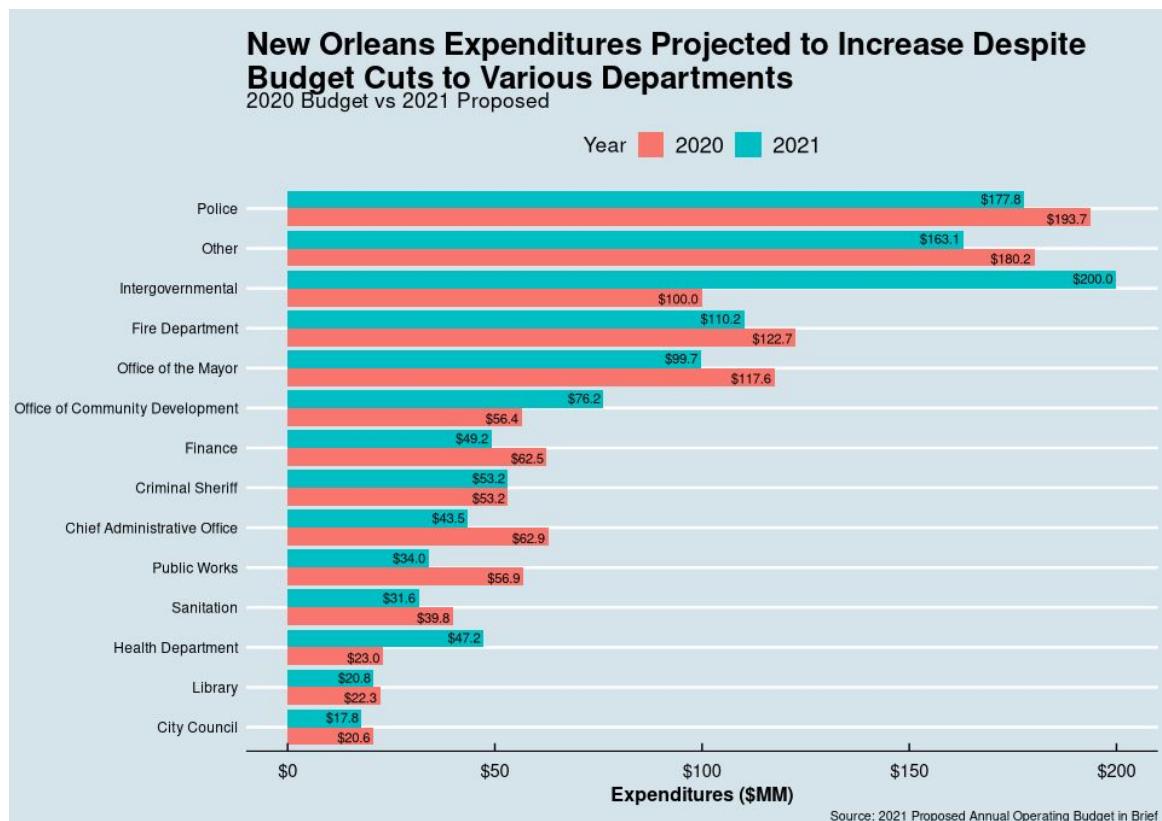 New Orleans Expenditures Projected to Increase Despite
Budget Cuts to Various Departments
2020 Budget vs 2021 Proposed
Year 2020 2021
Police
$177.8
$193.7
Other
$163.1
$180.2
Intergovernmental
$200.0
$100.0
Fire Department
$110.2
$122.7
Office of the Mayor
$99.7
$117.6
Office of Community Development
$76.2
$56.4
Finance
$49.2
$62.5
Criminal Sheriff
$53.2
$53.2
Chief Administrative Office
$43.5
$62.9
Public Works
$34.0
$56.9
Sanitation
$31.6
$39.8
Health Department
$47.2
$23.0
Library
$20.8
$22.3
City Council
$17.8
$20.6
$0 $50 $100 $150 $200
Expenditures ($MM)
Source: 2021 Proposed Annual Operating Budget in Brief